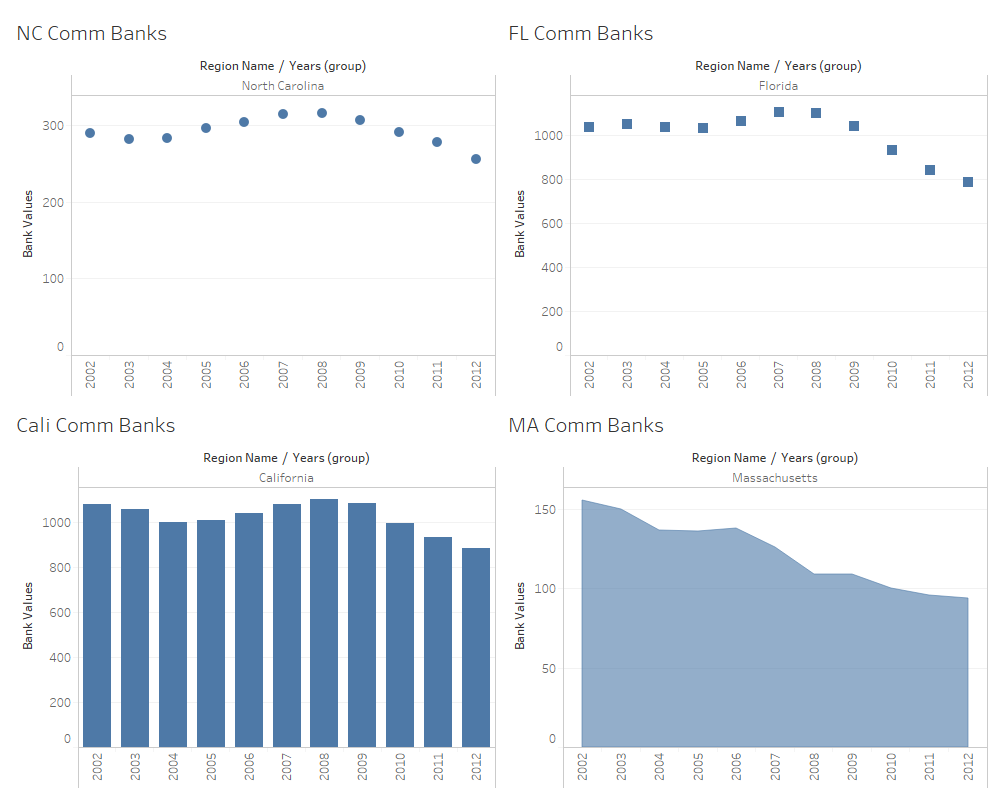 NC Comm Banks
Region Name / Years (group)
North Carolina
Bank Values
300
200
100
0
2002 2003 2004 2005 2006 2007 2008 2009 2010 2011 2012
FL Comm Banks
Region Name / Years (group)
Florida
Bank Values
1000
800
600
400
200
0
2002 2003 2004 2005 2006 2007 2008 2009 2010 2011 2012
Cali Comm Banks
Region Name / Years (group)
California
Bank Values
1000
800
600
400
200
0
2002 2003 2004 2005 2006 2007 2008 2009 2010 2011 2012
MA Comm Banks
Region Name / Years (group)
Massachusetts
Bank Values
150
100
50
0
2002 2003 2004 2005 2006 2007 2008 2009 2010 2011 2012